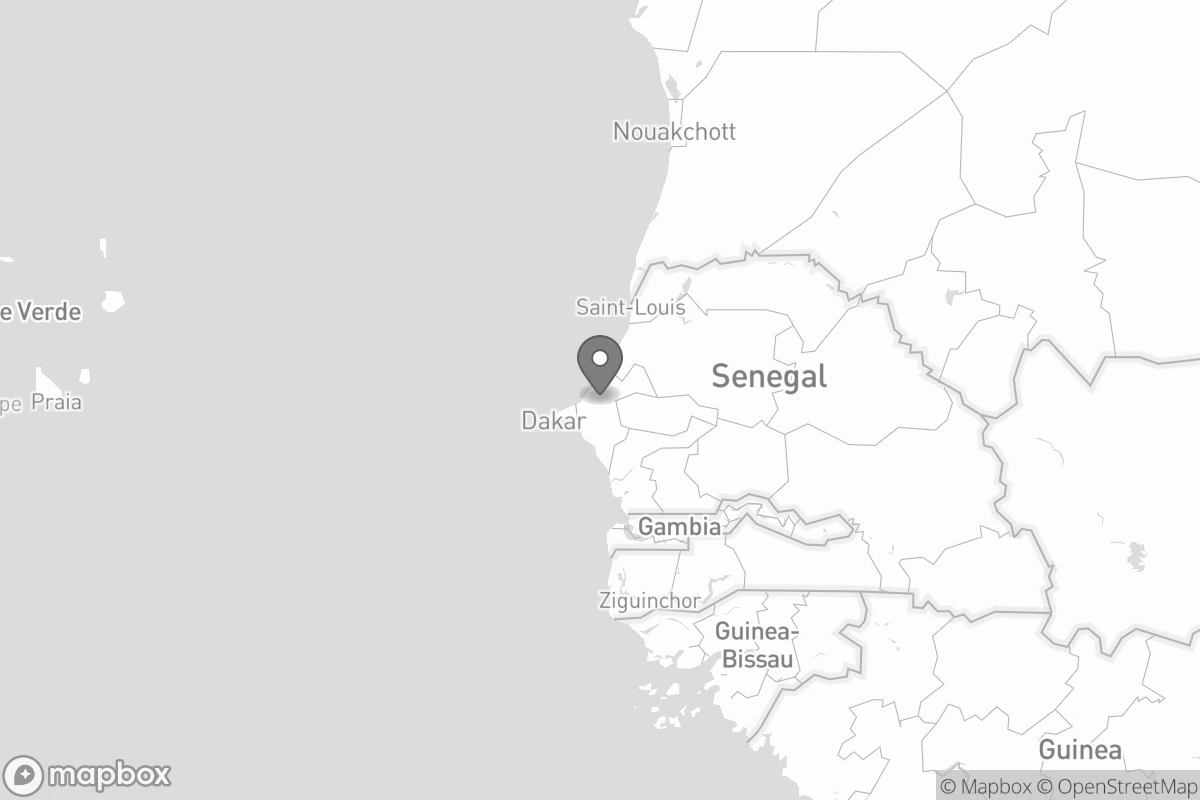 Nouakchott
Saint-Louis
e Verde
Senegal
pe Praia
Dakar
Gambia
Ziguinchor
Guinea-
Bissau
Guinea
mapbox
© Mapbox © OpenStreetMap